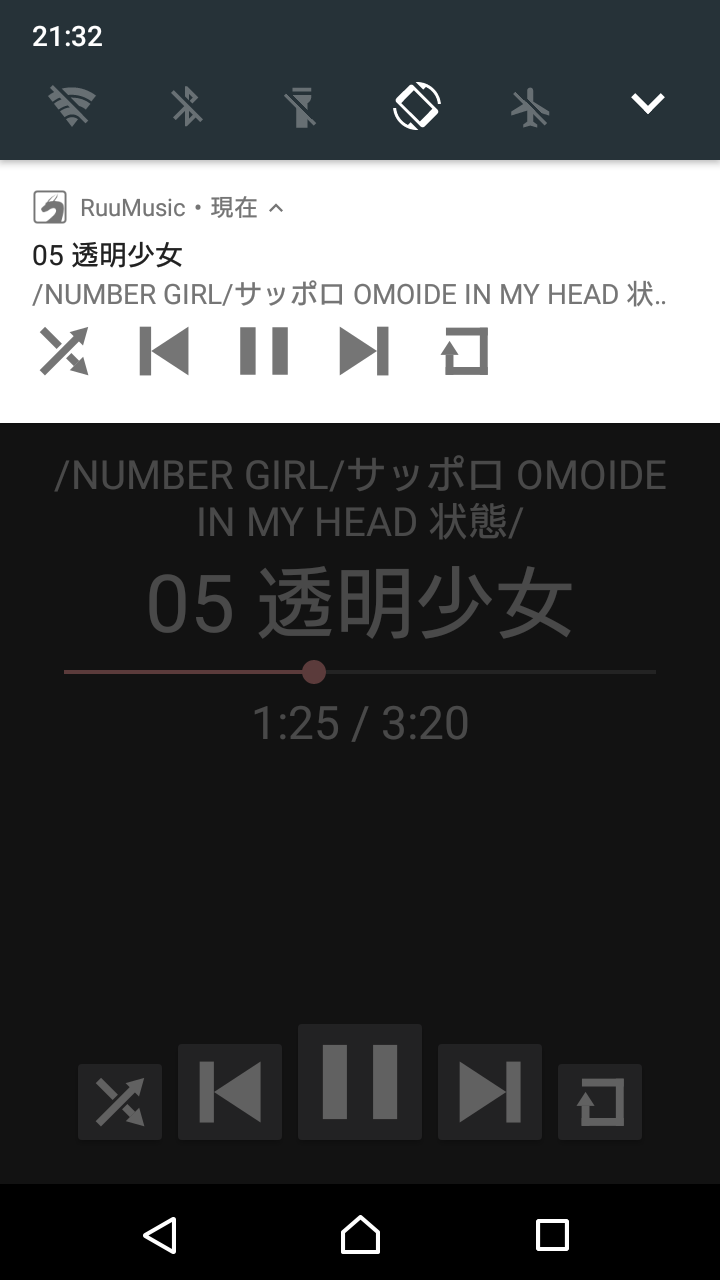 21:32
RuuMusic • 現在
05 透明少女
/NUMBER GIRL/サッポロ OMOIDE IN MY HEAD 状..
/NUMBER GIRL/サッポロ OMOIDE
IN MY HEAD 状態/
05 透明少女
1:25 / 3:20